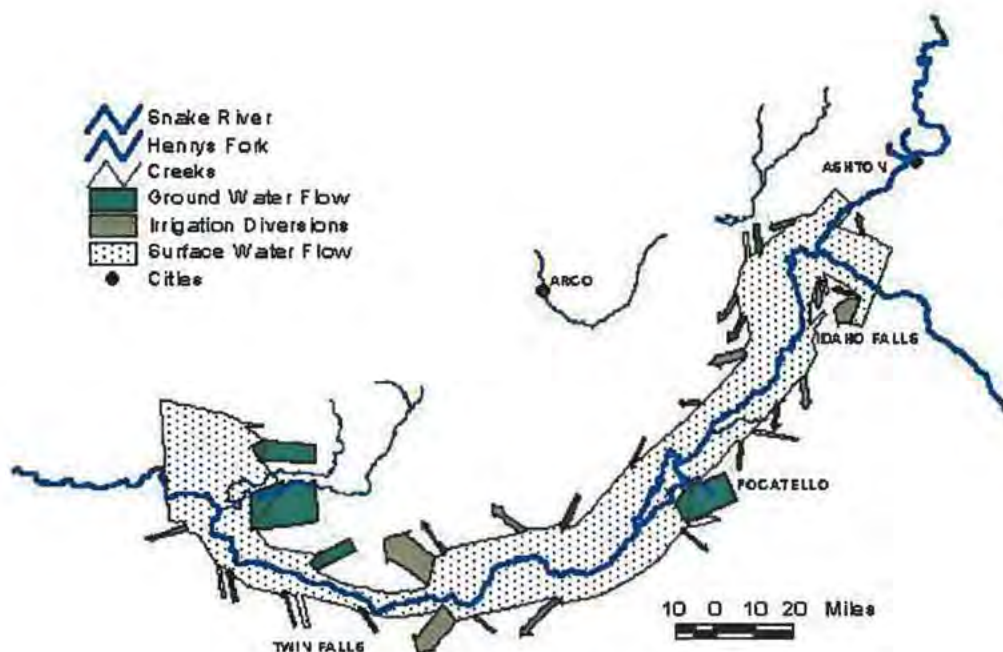 Snake River
Henrys Fork
Creeks
Ground Water Flow
Irrigation Diversions
Surface Water Flow
Cities
ASHTON
ARCO
IDAHO FALLS
POCATELLO
10 0 10 20 Miles
TWIN FALLS